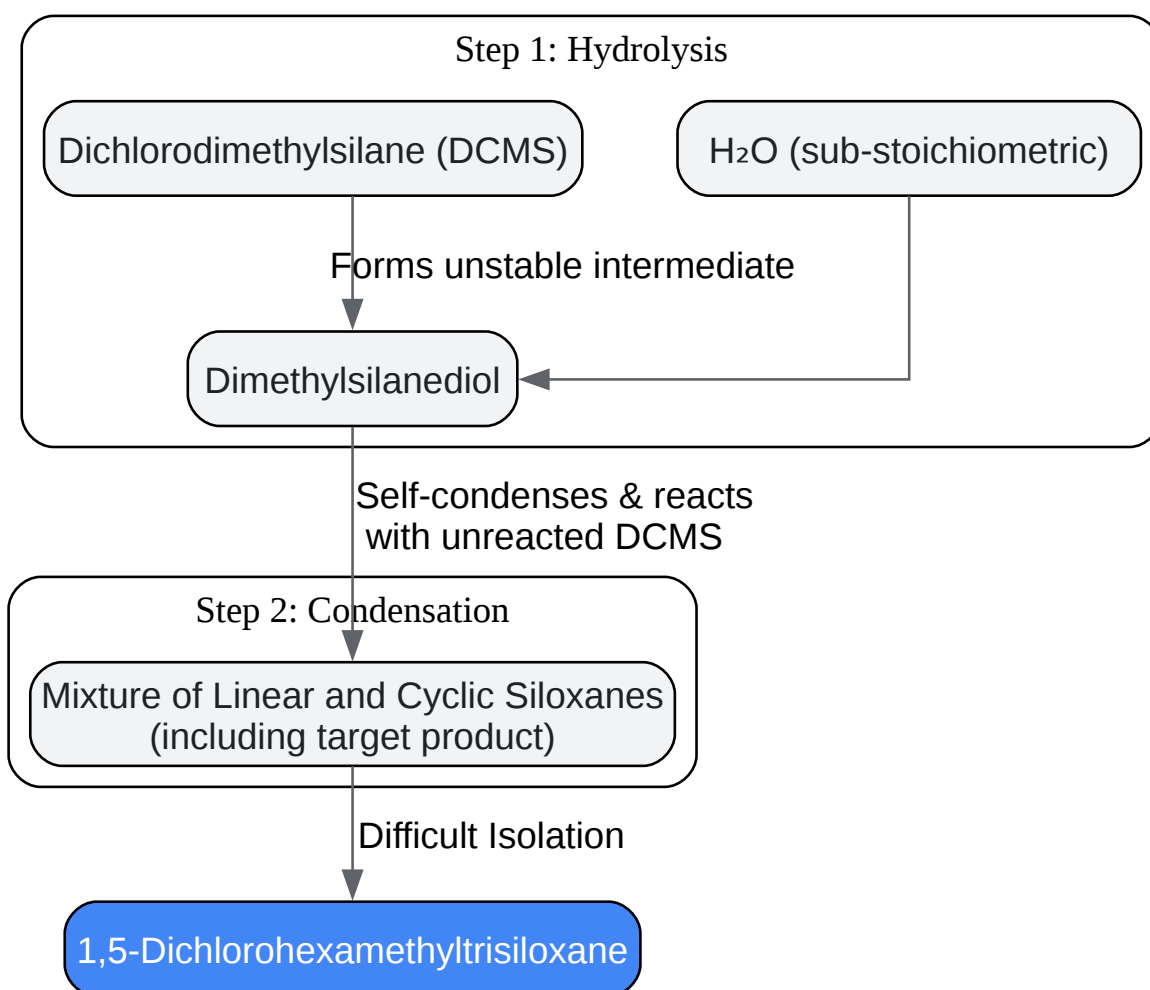 Step 1: Hydrolysis
Dichlorodimethylsilane (DCMS)
H₂O (sub-stoichiometric)
Forms unstable intermediate
Dimethylsilanediol
Self-condenses & reacts
with unreacted DCMS
Step 2: Condensation
Mixture of Linear and Cyclic Siloxanes
(including target product)
Difficult Isolation
1,5-Dichlorohexamethyltrisiloxane